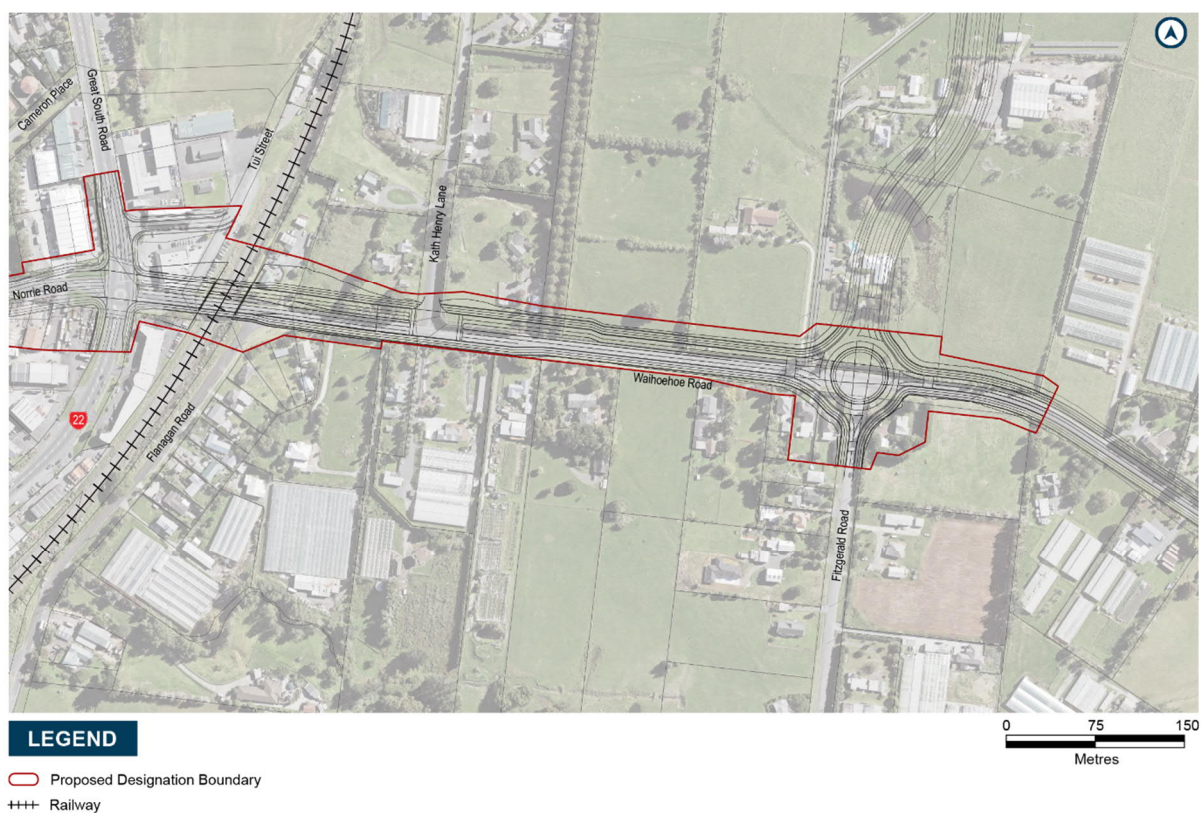 Cameron Place
Great South Road
Tui Street
Kath Henry Lane
Norrie Road
22
Flanagan Road
Waihoehoe Road
Fitzgerald Road
LEGEND
Proposed Designation Boundary
Railway
0 75 150
Metres